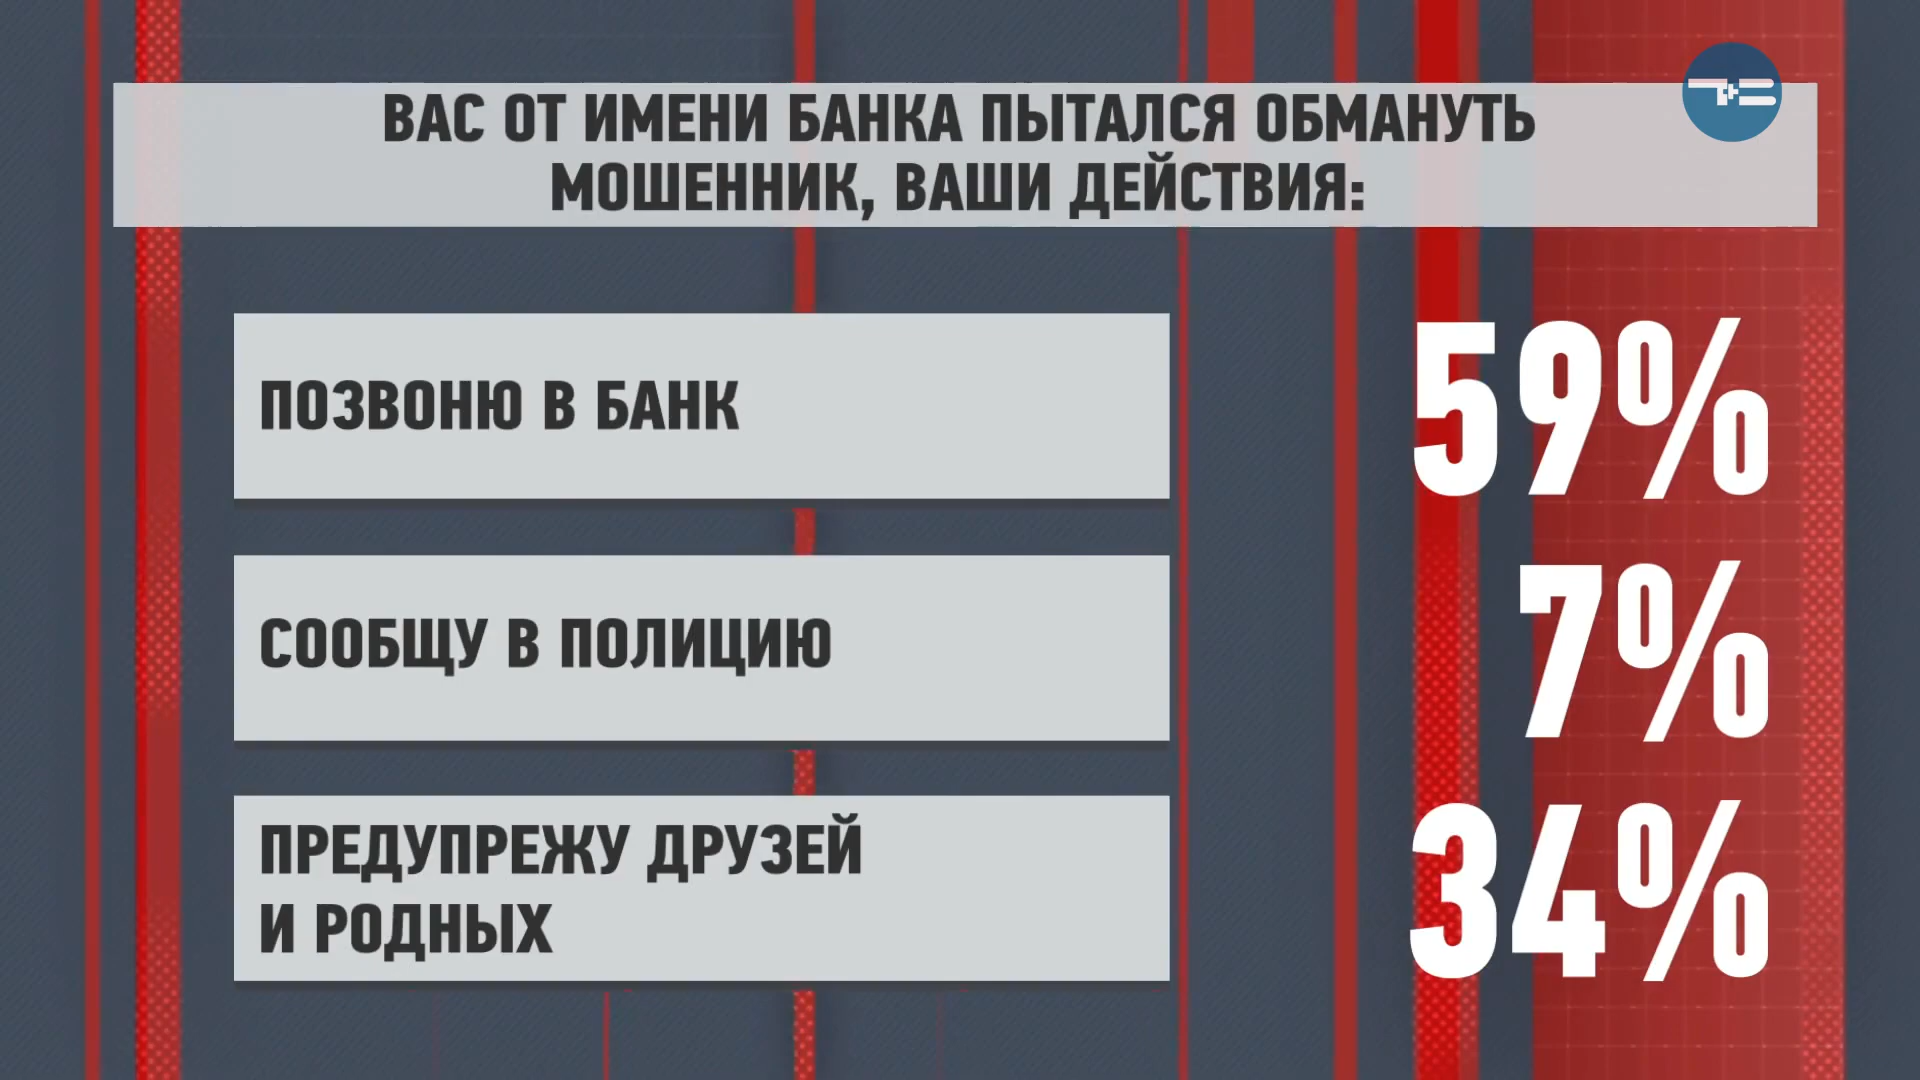 ВАС ОТ ИМЕНИ БАНКА ПЫТАЛСЯ ОБМАНУТЬ
МОШЕННИК, ВАШИ ДЕЙСТВИЯ:
ПОЗВОНЮ В БАНК
59%
СООБЩУ В ПОЛИЦИЮ
7%
ПРЕДУПРЕЖУ ДРУЗЕЙ
И РОДНЫХ
34%